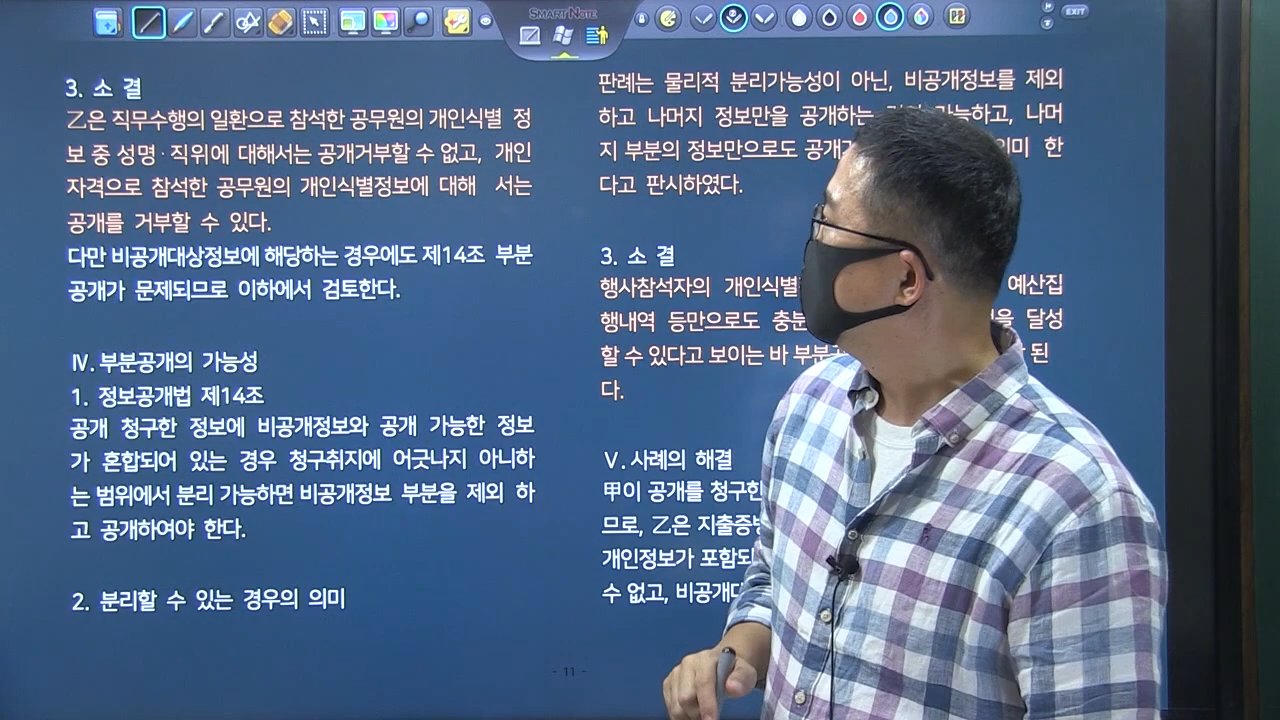 SMART NOTE
EXIT
3. 소 결
乙은 직무수행의 일환으로 참석한 공무원의 개인식별 정
보 중 성명·직위에 대해서는 공개거부할 수 없고, 개인
자격으로 참석한 공무원의 개인식별정보에 대해 서는
공개를 거부할 수 있다.
다만 비공개대상정보에 해당하는 경우에도 제14조 부분
공개가 문제되므로 이하에서 검토한다.
Ⅳ. 부분공개의 가능성
1. 정보공개법 제14조
공개 청구한 정보에 비공개정보와 공개 가능한 정보
가 혼합되어 있는 경우 청구취지에 어긋나지 아니하
는 범위에서 분리 가능하면 비공개정보 부분을 제외 하
고 공개하여야 한다.
2. 분리할 수 있는 경우의 의미
판례는 물리적 분리가능성이 아닌, 비공개정보를 제외
하고 나머지 정보만을 공개하는 가능하고, 나머
지 부분의 정보만으로도 의미 한
다고 판시하였다.
3. 소 결
행사참석자의 개인식별 예산집
행내역 등만으로도 달성
할 수 있다고 보이는 바 된
다.
Ⅴ. 사례의 해결
甲이 공개를 청구한
므로, 乙은
개인정보가
수 없고,
- 11 -